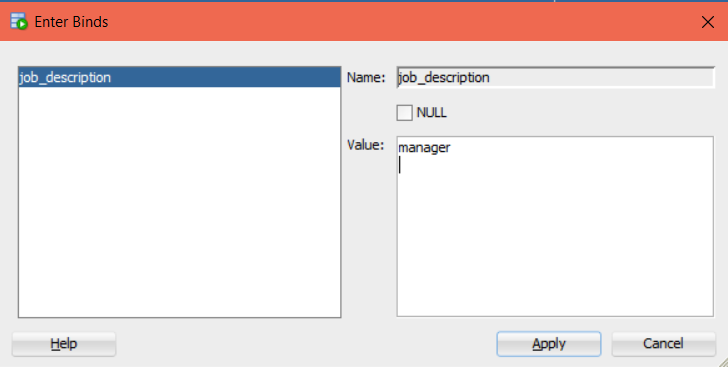 Enter Binds
job_description
Name:
job_description
NULL
Value:
manager
Help
Apply
Cancel